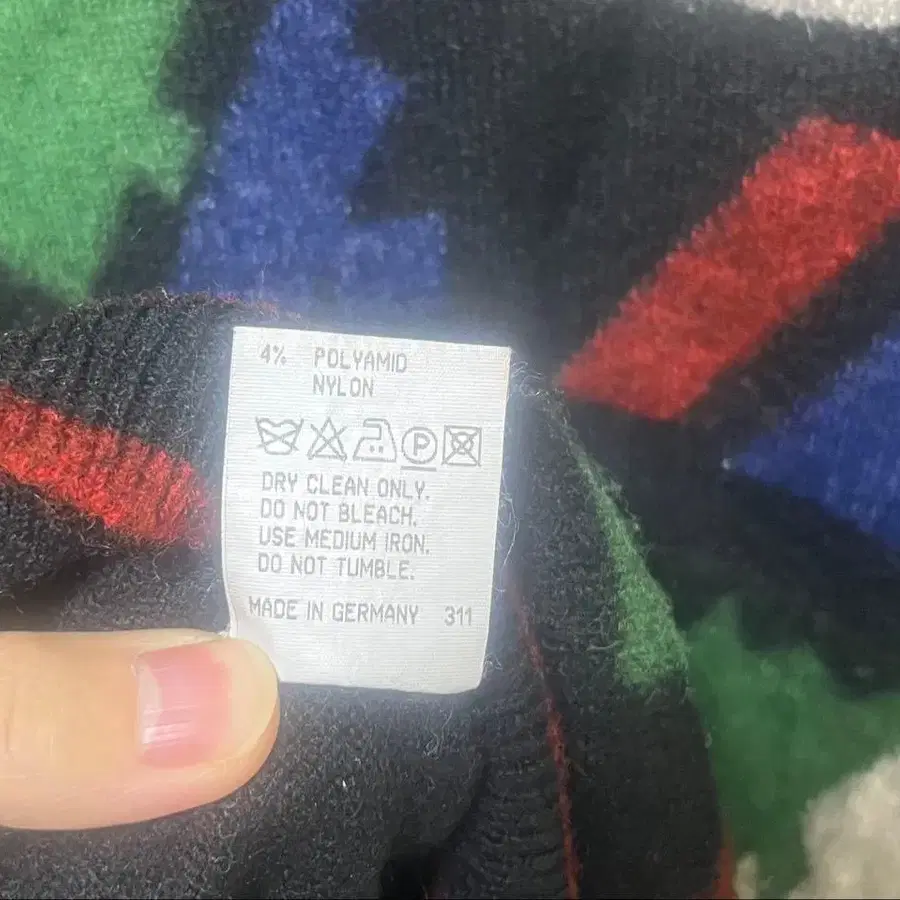 4% POLYAMID
NYLON
P
DRY CLEAN ONLY.
DO NOT BLEACH.
USE MEDIUM IRON.
DO NOT TUMBLE.
MADE IN GERMANY 311